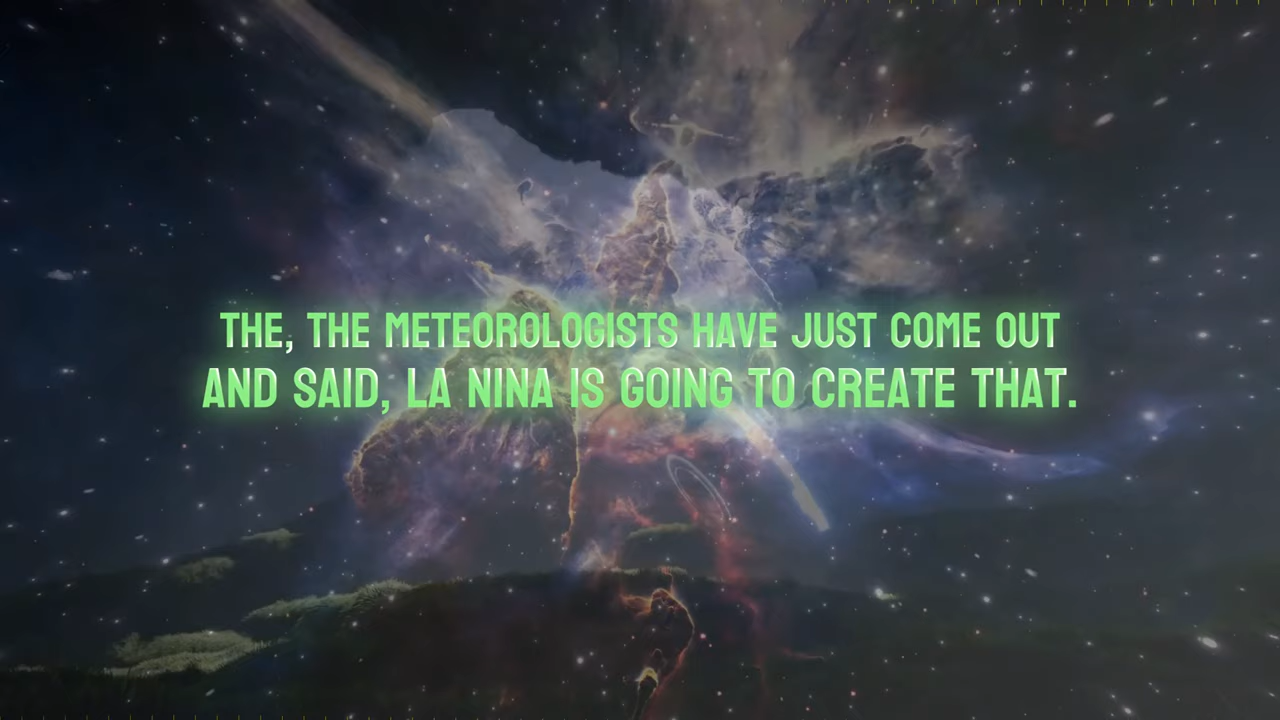 THE, THE METEOROLOGISTS HAVE JUST COME OUT
AND SAID, LA NINA IS GOING TO CREATE THAT.